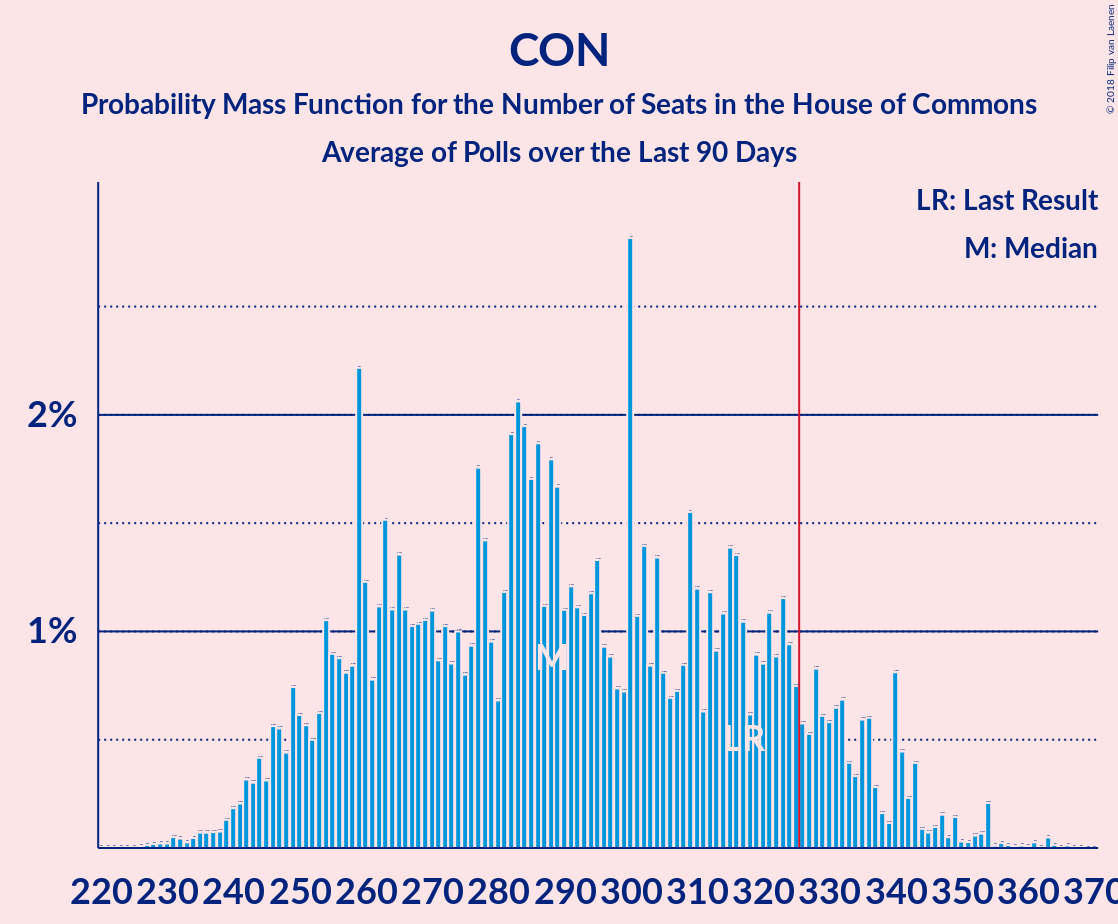 CON
Probability Mass Function for the Number of Seats in the House of Commons
Average of Polls over the Last 90 Days
© 2018 Filip van Laenen
LR: Last Result
M: Median
2%
1%
M
LR
220 230 240 250 260 270 280 290 300 310 320 330 340 350 360 370